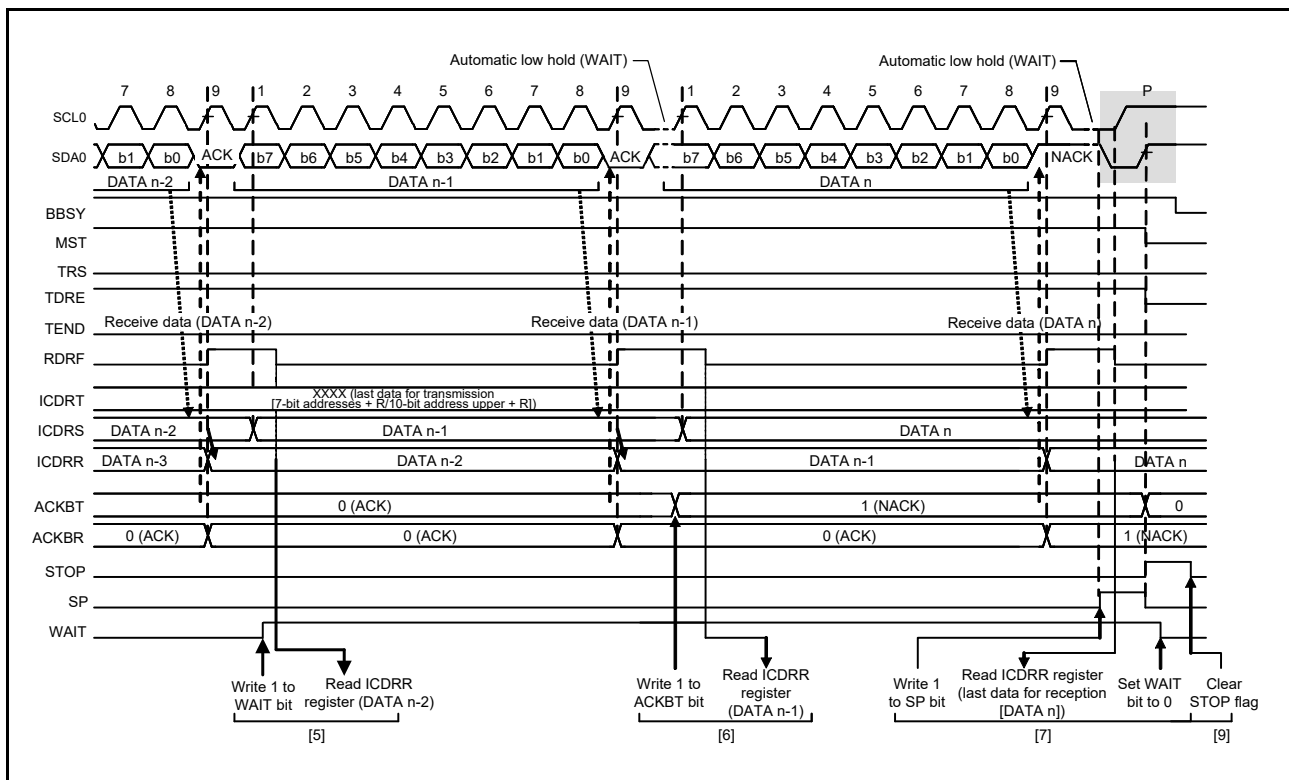 Automatic low hold (WAIT)
Automatic low hold (WAIT)
7 8 9 1 2 3 4 5 6 7 8 9 1 2 3 4 5 6 7 8 9 P
SCL0
SDA0 b1 b0 ACK b7 b6 b5 b4 b3 b2 b1 b0 ACK b7 b6 b5 b4 b3 b2 b1 b0 NACK
DATA n-2 DATA n-1 DATA n
BBSY
MST
TRS
TDRE
Receive data (DATA n-2) Receive data (DATA n-1) Receive data (DATA n)
TEND
RDRF
XXXX (last data for transmission
ICDRT
[7-bit addresses + R/10-bit address upper + R])
ICDRS DATA n-2 DATA n-1 DATA n
ICDRR DATA n-3 DATA n-2 DATA n-1 DATA n
ACKBT 0 (ACK) 1 (NACK) 0
ACKBR 0 (ACK) 0 (ACK) 0 (ACK) 1 (NACK)
STOP
SP
WAIT
Write 1 to
WAIT bit
Read ICDRR
register (DATA n-2)
Write 1 to
ACKBT bit
Read ICDRR
register
(DATA n-1)
Write 1
to SP bit
Read ICDRR register
(last data for reception
[DATA n])
Set WAIT
bit to 0
Clear
STOP flag
[5] [6] [7] [9]